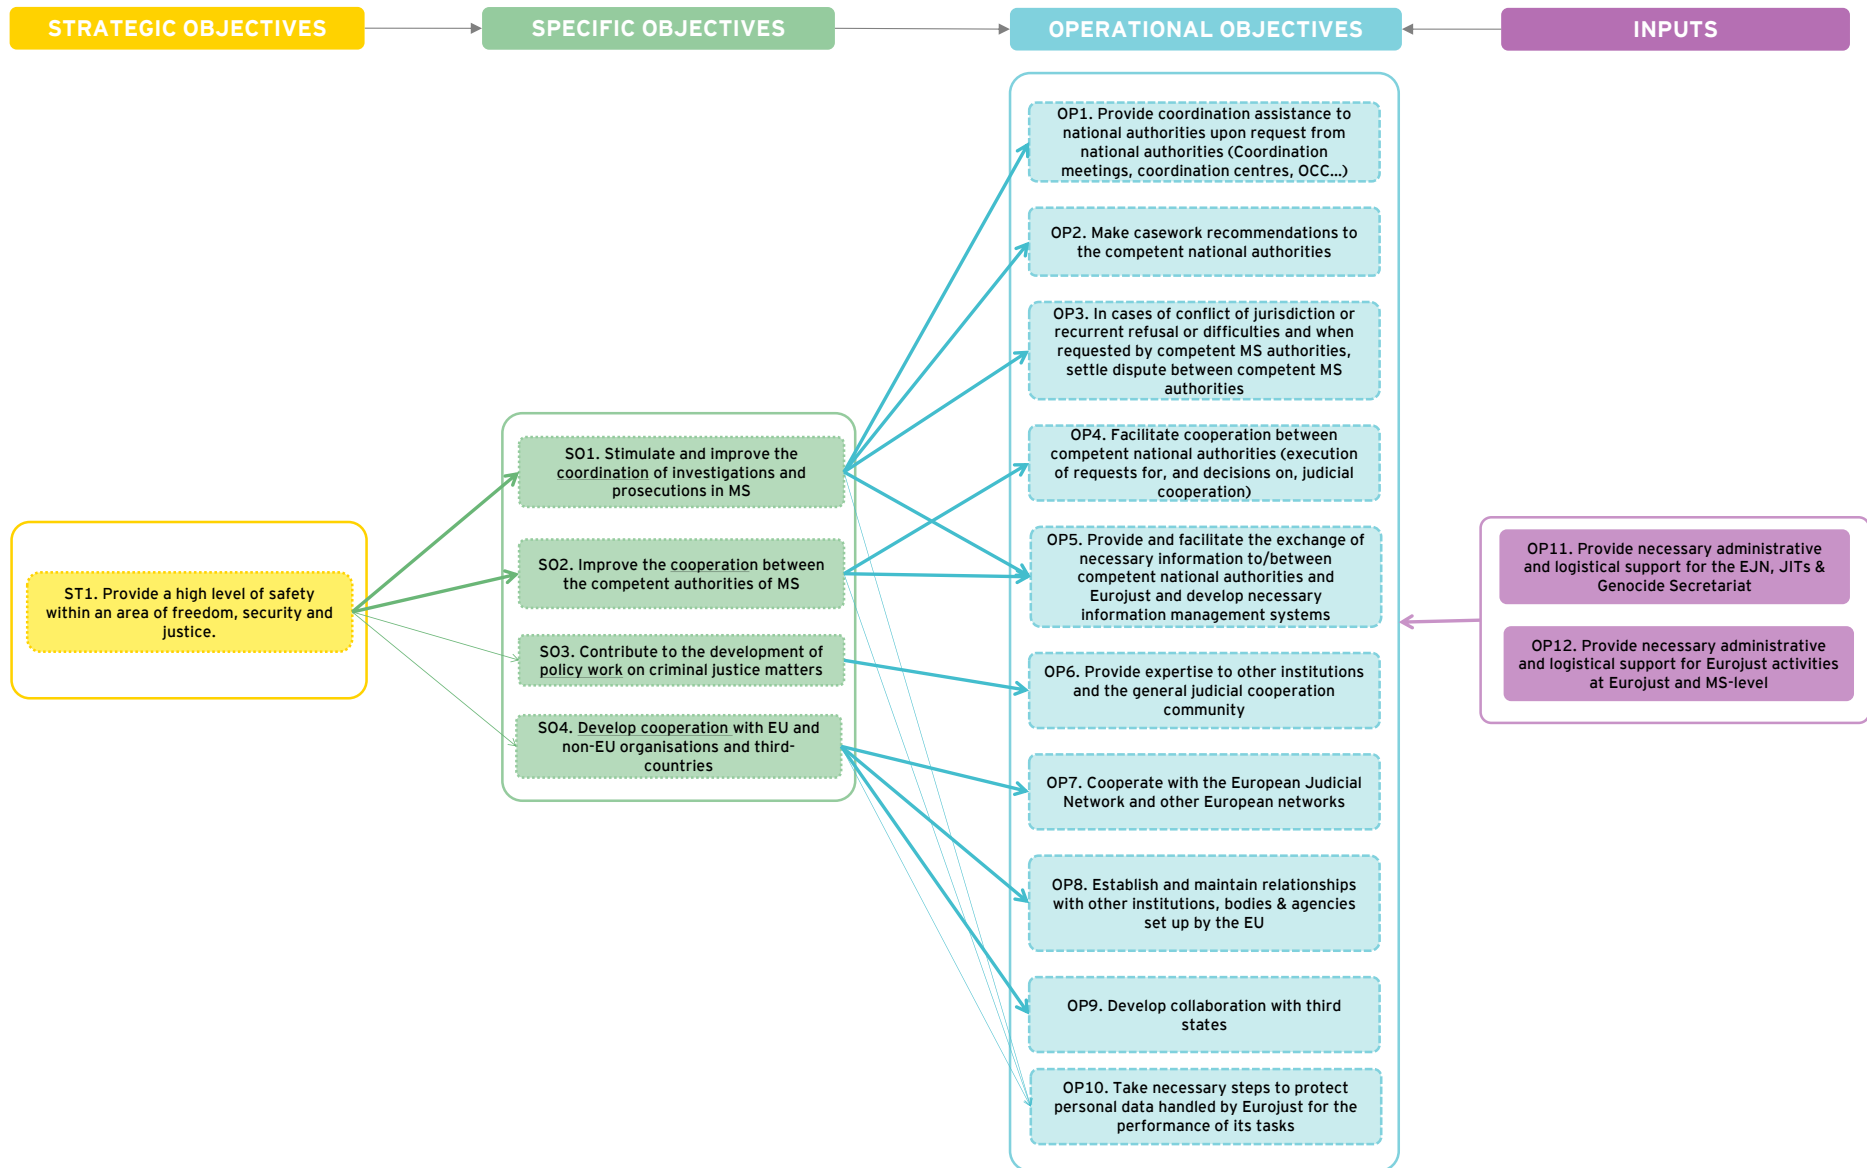 STRATEGIC OBJECTIVES
SPECIFIC OBJECTIVES
OPERATIONAL OBJECTIVES
INPUTS
ST1. Provide a high level of safety
within an area of freedom, security and
justice.
SO1. Stimulate and improve the
coordination of investigations and
prosecutions in MS
SO2. Improve the cooperation between
the competent authorities of MS
SO3. Contribute to the development of
policy work on criminal justice matters
SO4. Develop cooperation with EU and
non-EU organisations and third-
countries
OP1. Provide coordination assistance to
national authorities upon request from
national authorities (Coordination
meetings, coordination centres, OCC...)
OP2. Make casework recommendations to
the competent national authorities
OP3. In cases of conflict of jurisdiction or
recurrent refusal or difficulties and when
requested by competent MS authorities,
settle dispute between competent MS
authorities
OP4. Facilitate cooperation between
competent national authorities (execution
of requests for, and decisions on, judicial
cooperation)
OP5. Provide and facilitate the exchange of
necessary information to/between
competent national authorities and
Eurojust and develop necessary
information management systems
OP6. Provide expertise to other institutions
and the general judicial cooperation
community
OP7. Cooperate with the European Judicial
Network and other European networks
OP8. Establish and maintain relationships
with other institutions, bodies & agencies
set up by the EU
OP9. Develop collaboration with third
states
OP10. Take necessary steps to protect
personal data handled by Eurojust for the
performance of its tasks
OP11. Provide necessary administrative
and logistical support for the EJN, JITs &
Genocide Secretariat
OP12. Provide necessary administrative
and logistical support for Eurojust activities
at Eurojust and MS-level